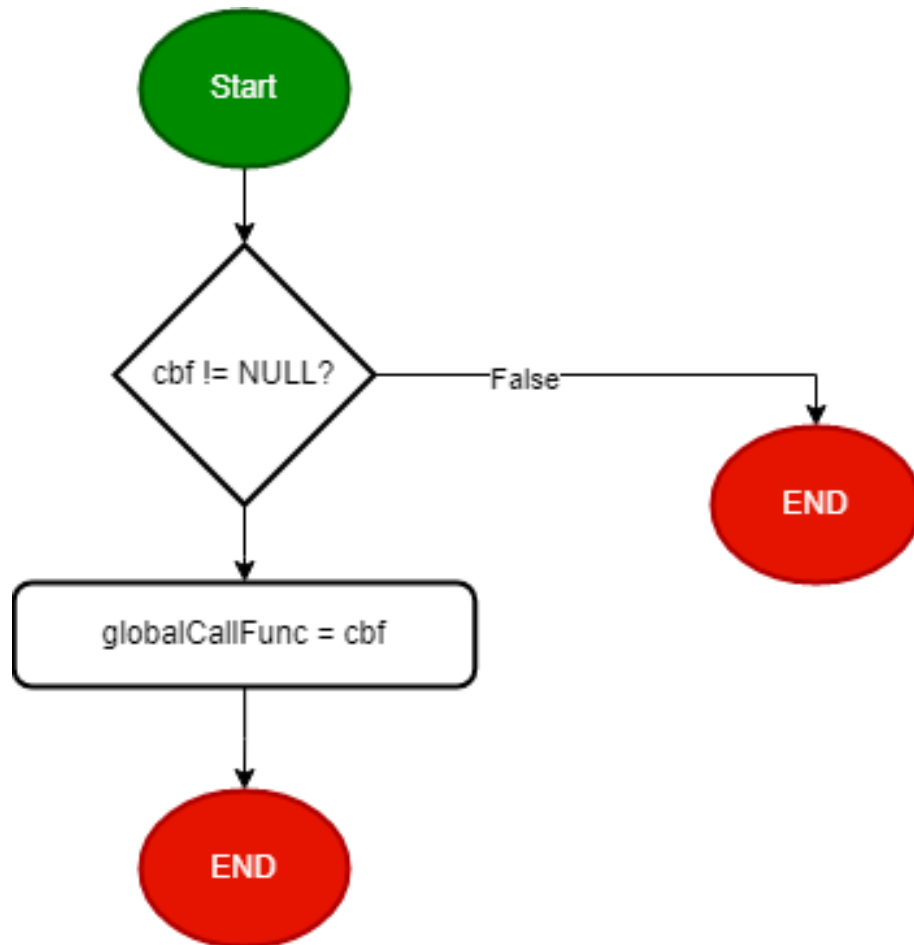 Start
cbf != NULL?
False
END
globalCallFunc = cbf
END